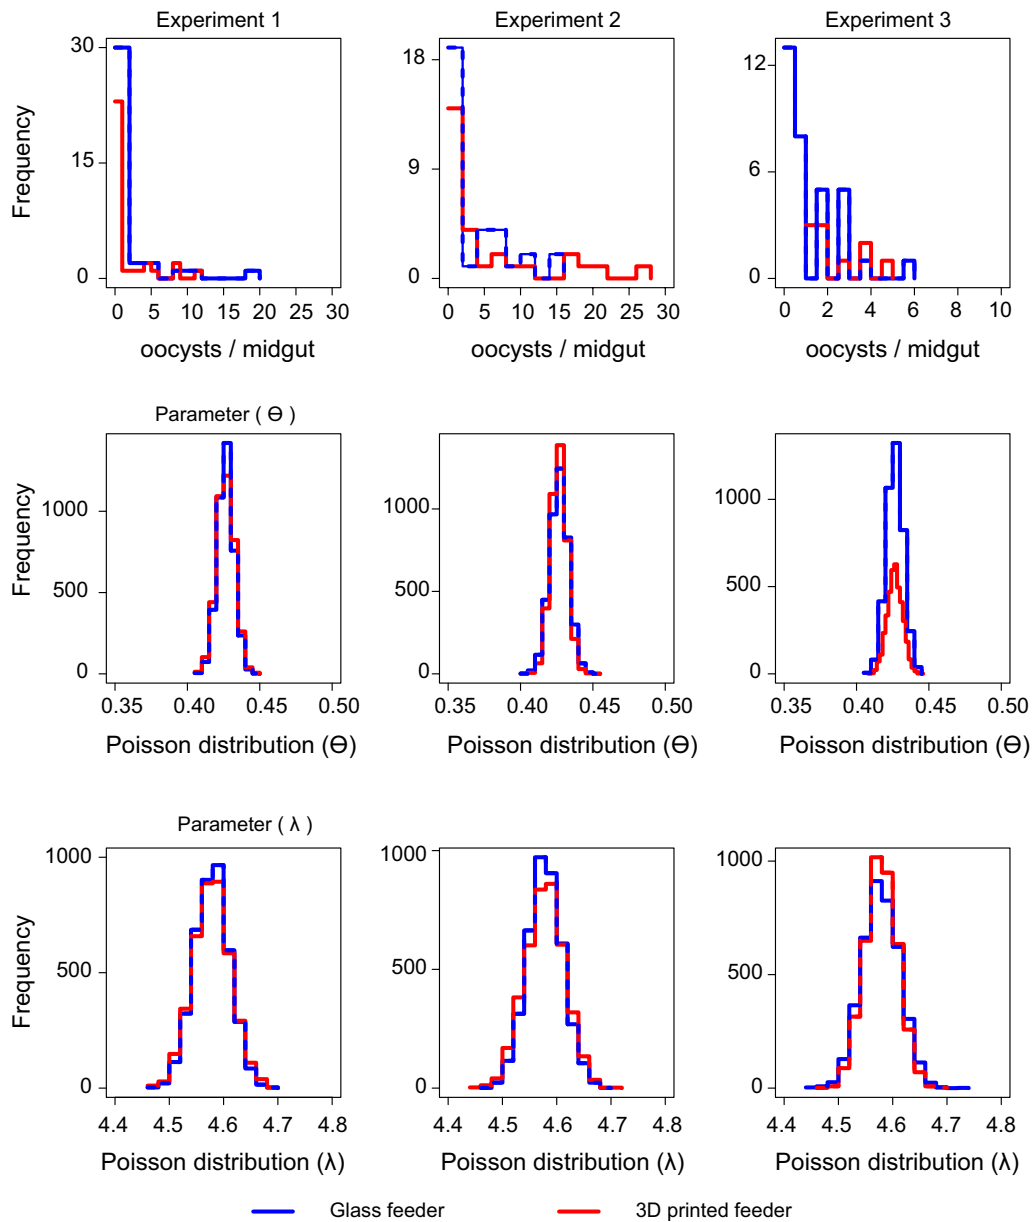 Experiment 1 Experiment 2 Experiment 3
30
15
0
Frequency
0 5 10 15 20 25 30
oocysts / midgut
18
9
0
0 5 10 15 20 25 30
oocysts / midgut
12
6
0
0 2 4 6 8 10
oocysts / midgut
Parameter ( Θ )
1000
500
0
Frequency
0.35 0.40 0.45 0.50
Poisson distribution (Θ)
1000
500
0
0.35 0.40 0.45 0.50
Poisson distribution (Θ)
1000
500
0
0.35 0.40 0.45 0.50
Poisson distribution (Θ)
Parameter ( λ )
1000
500
0
Frequency
4.4 4.5 4.6 4.7 4.8
Poisson distribution (λ)
1000
500
0
4.4 4.5 4.6 4.7 4.8
Poisson distribution (λ)
1000
500
0
4.4 4.5 4.6 4.7 4.8
Poisson distribution (λ)
Glass feeder 3D printed feeder